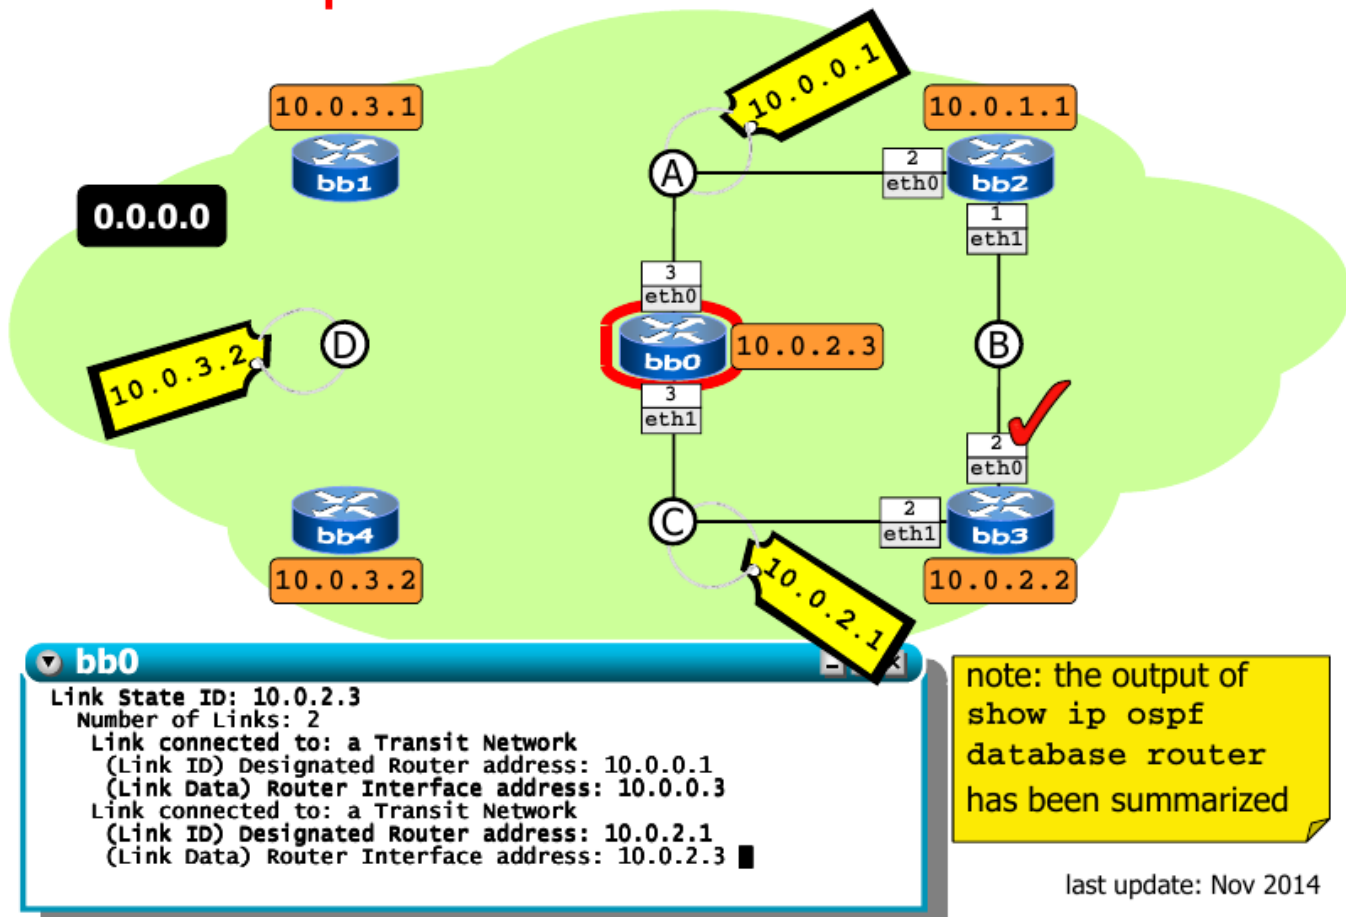 10.0.0.1
10.0.3.1
10.0.1.1
bb1
A
2
eth0
bb2
0.0.0.0
1
eth1
3
eth0
10.0.3.2
D
bb0
10.0.2.3
B
3
eth1
2
eth0
bb4
C
2
eth1
bb3
10.0.3.2
10.0.2.1
10.0.2.2
bb0
Link State ID: 10.0.2.3
Number of Links: 2
Link connected to: a Transit Network
(Link ID) Designated Router address: 10.0.0.1
(Link Data) Router Interface address: 10.0.0.3
Link connected to: a Transit Network
(Link ID) Designated Router address: 10.0.2.1
(Link Data) Router Interface address: 10.0.2.3
note: the output of
show ip ospf
database router
has been summarized
last update: Nov 2014